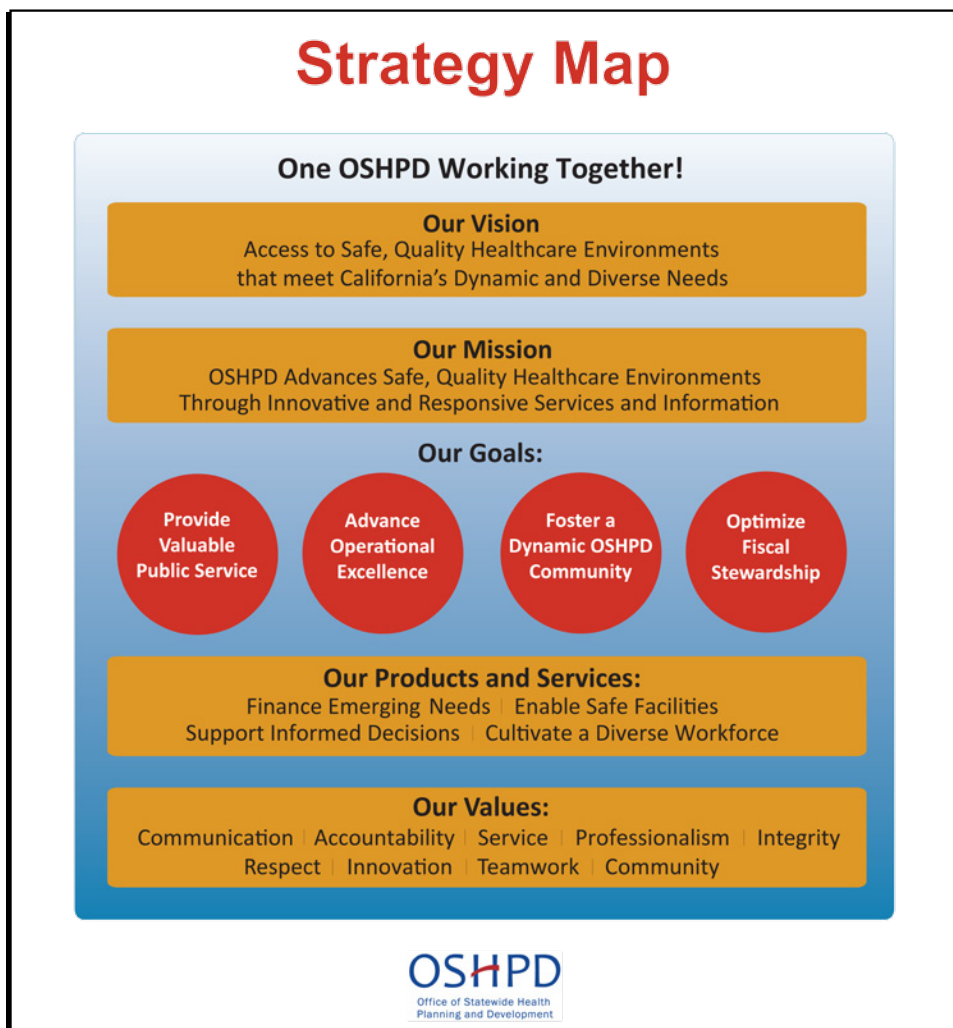 Strategy Map
One OSHPD Working Together!
Our Vision
Access to Safe, Quality Healthcare Environments
that meet California's Dynamic and Diverse Needs
Our Mission
OSHPD Advances Safe, Quality Healthcare Environments
Through Innovative and Responsive Services and Information
Our Goals:
Provide
Valuable
Public Service
Advance
Operational
Excellence
Foster a
Dynamic OSHPD
Community
Optimize
Fiscal
Stewardship
Our Products and Services:
Finance Emerging Needs | Enable Safe Facilities
Support Informed Decisions | Cultivate a Diverse Workforce
Our Values:
Communication | Accountability | Service | Professionalism | Integrity
Respect | Innovation | Teamwork | Community
OSHPD
Office of Statewide Health
Planning and Development